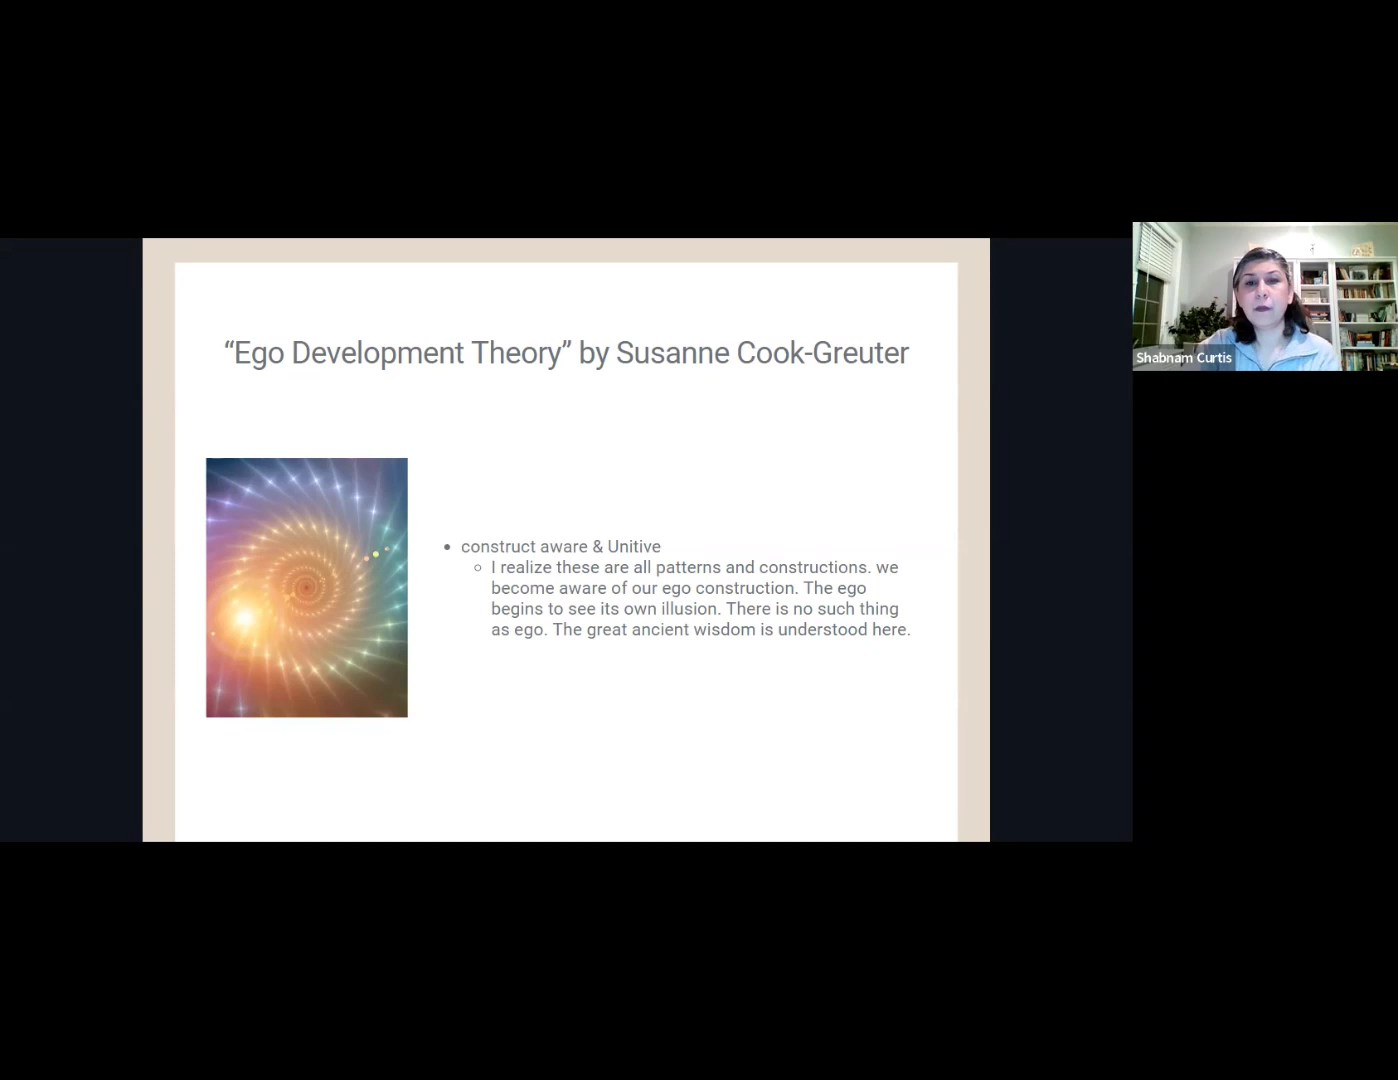 “Ego Development Theory” by Susanne Cook-Greuter
• construct aware & Unitive
○ I realize these are all patterns and constructions. we
become aware of our ego construction. The ego
begins to see its own illusion. There is no such thing
as ego. The great ancient wisdom is understood here.
Shabnam Curtis